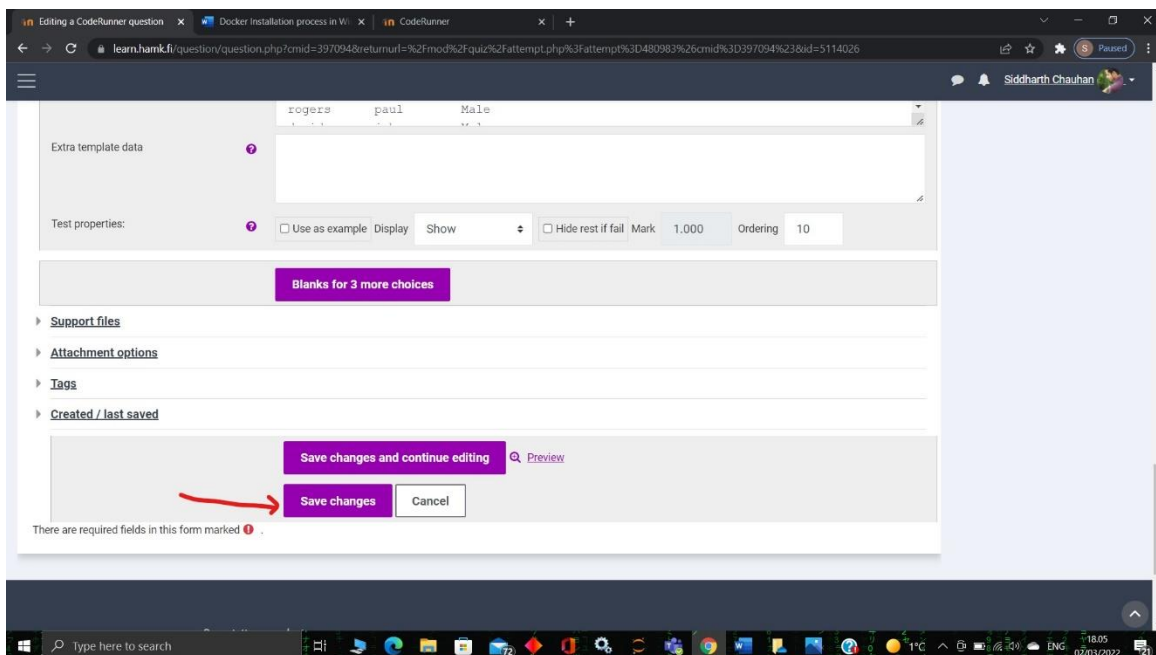 Editing a CodeRunner question
Docker Installation process in Wi
CodeRunner
learn.hamk.fi/question/question.php?cmid=397094&returnurl=%2Fmod%2Fquiz%2Fattempt.php%3Fattempt%3D480983%26cmid%3D397094%23&id=5114026
S Paused
Siddharth Chauhan
rogers paul Male
Extra template data
Test properties: Use as example Display Show Hide rest if fail Mark 1.000 Ordering 10
Blanks for 3 more choices
Support files
Attachment options
Tags
Created / last saved
Save changes and continue editing Preview
Save changes Cancel
There are required fields in this form marked .
Type here to search
72
1°C
ENG
18.05
02/03/2022
21